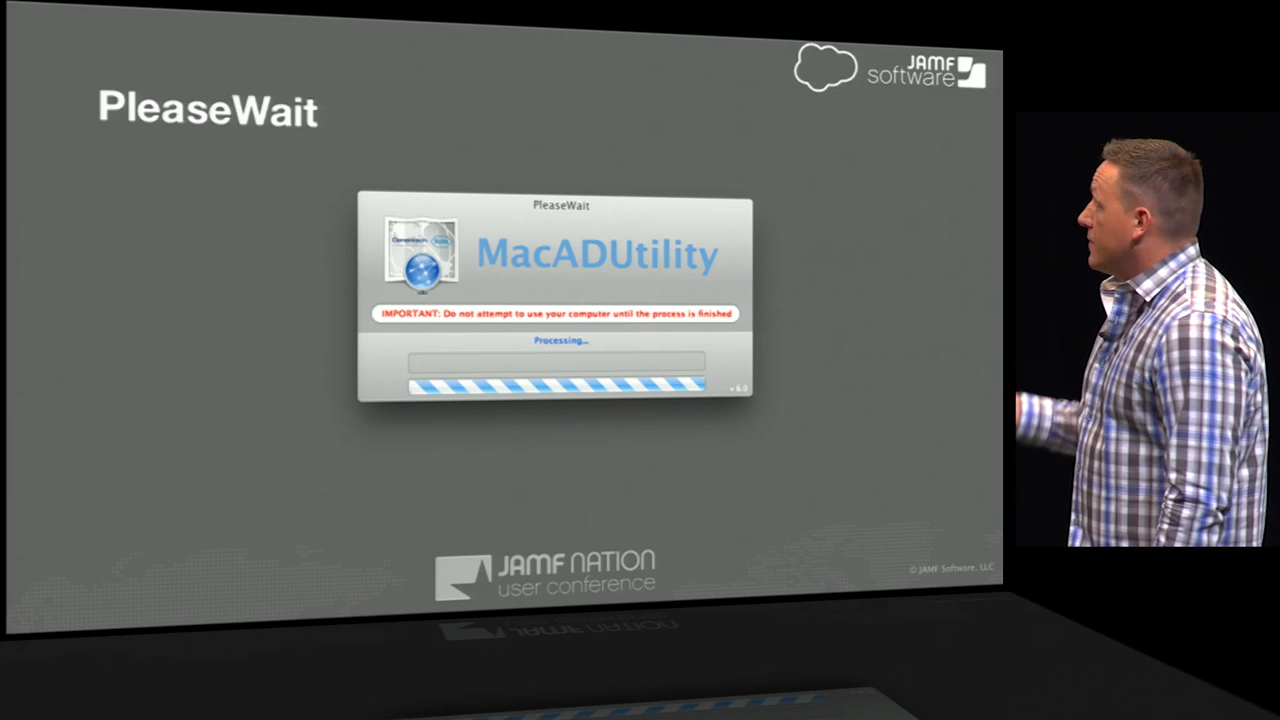 JAMF
software
PleaseWait
PleaseWait
Genentech
MacADUtility
IMPORTANT: Do not attempt to use your computer until the process is finished
Processing...
v 6.0
JAMF NATION
user conference
© JAMF Software, LLC